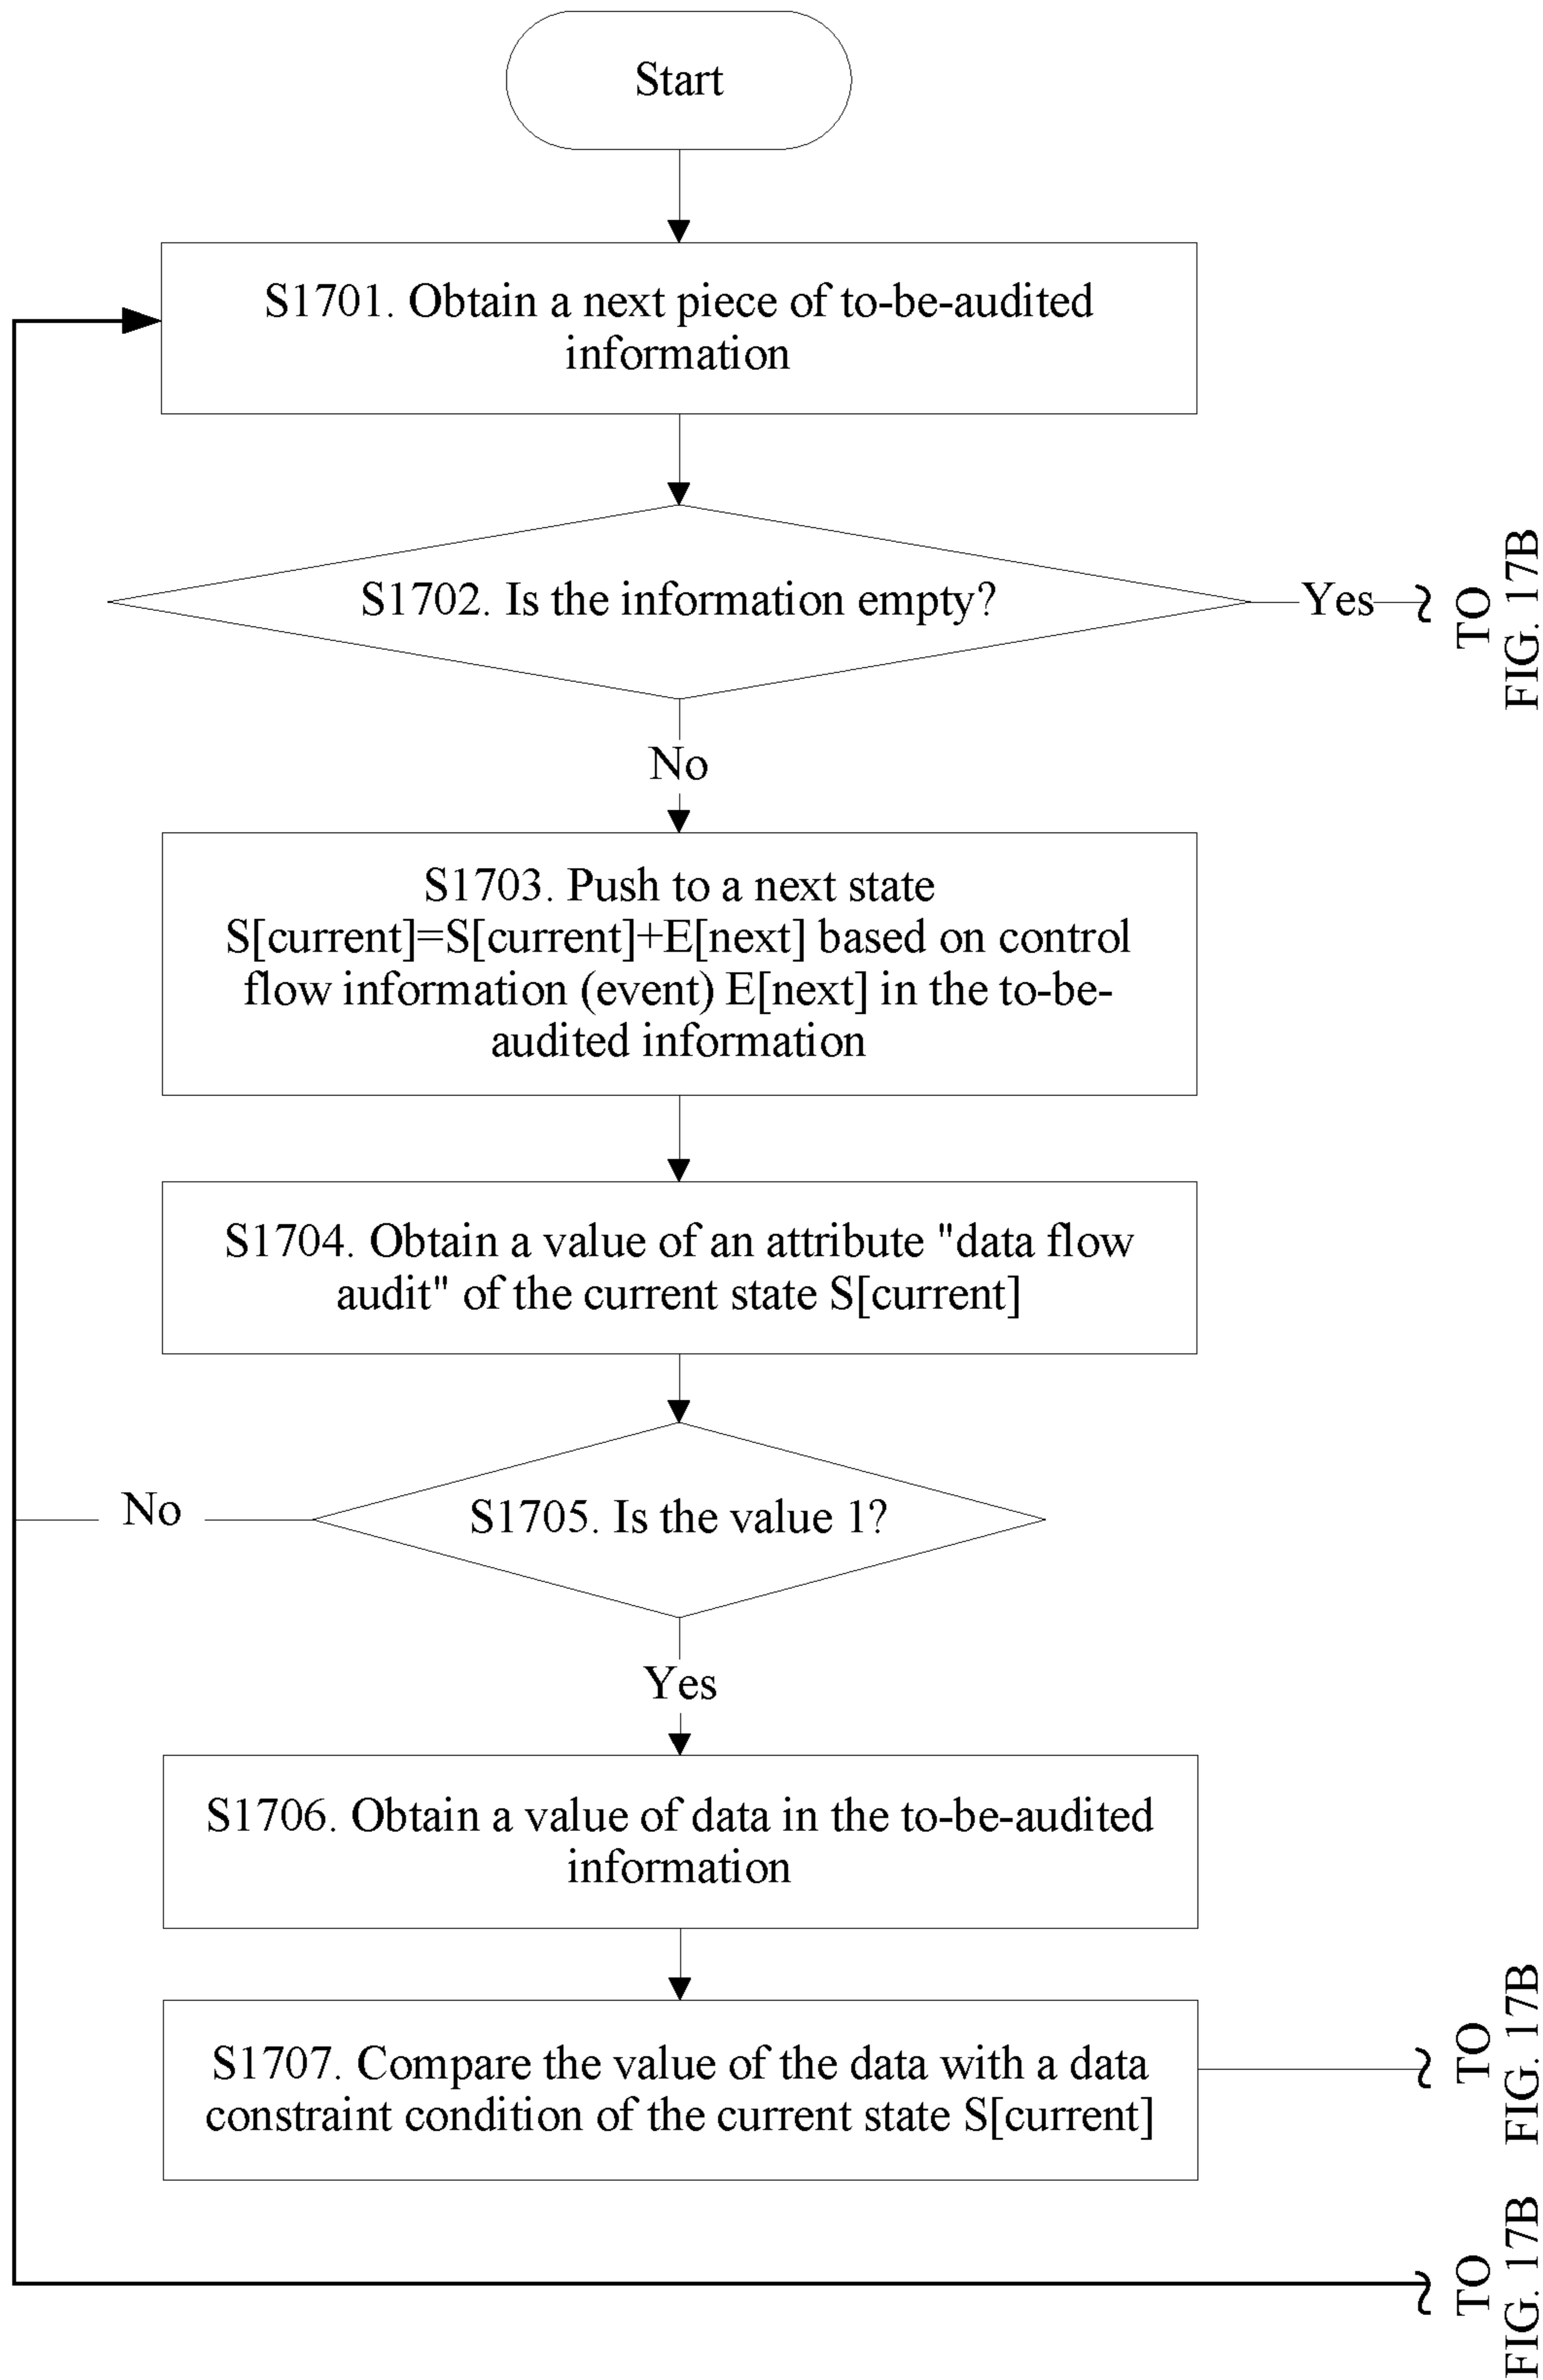 Start
S1701. Obtain a next piece of to-be-audited
information
S1702. Is the information empty?
Yes
TO
FIG. 17B
No
S1703. Push to a next state
S[current]=S[current]+E[next] based on control
flow information (event) E[next] in the to-be-
audited information
S1704. Obtain a value of an attribute "data flow
audit" of the current state S[current]
No
S1705. Is the value 1?
Yes
S1706. Obtain a value of data in the to-be-audited
information
S1707. Compare the value of the data with a data
constraint condition of the current state S[current]
TO
FIG. 17B
TO
FIG. 17B